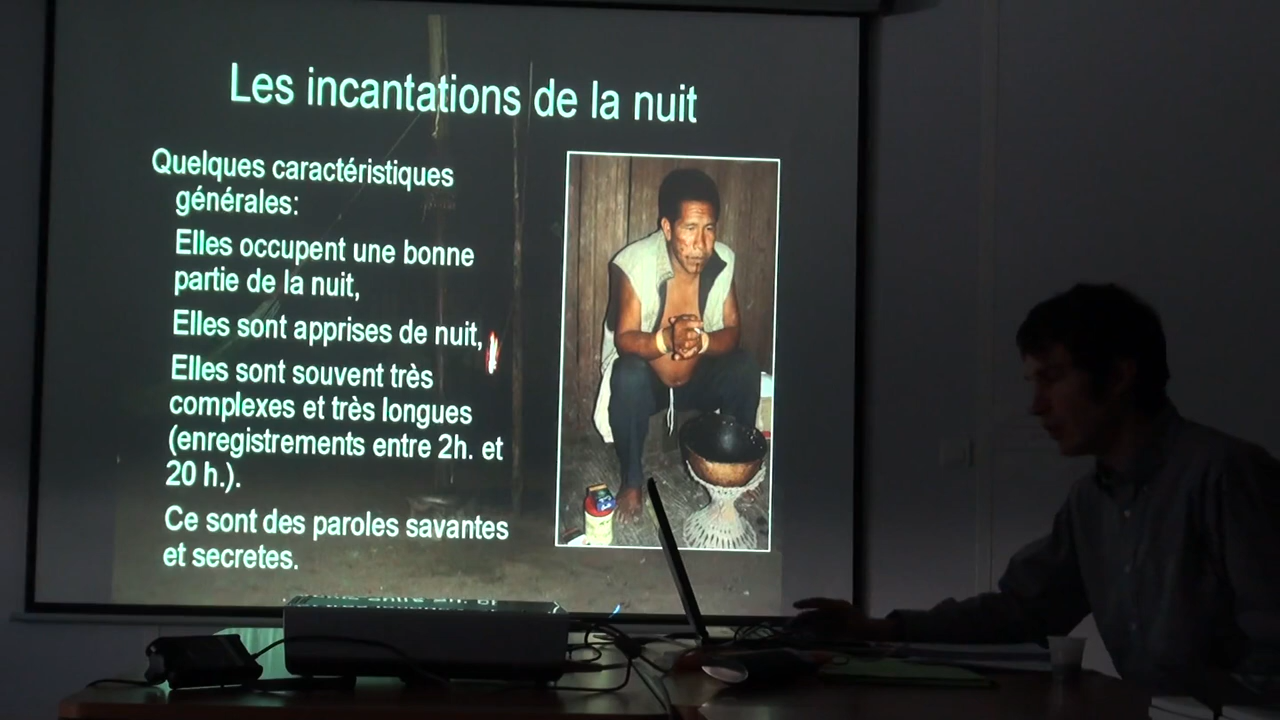 Les incantations de la nuit
Quelques caractéristiques
générales:
Elles occupent une bonne
partie de la nuit,
Elles sont apprises de nuit,
Elles sont souvent très
complexes et très longues
(enregistrements entre 2h. et
20 h.).
Ce sont des paroles savantes
et secretes.